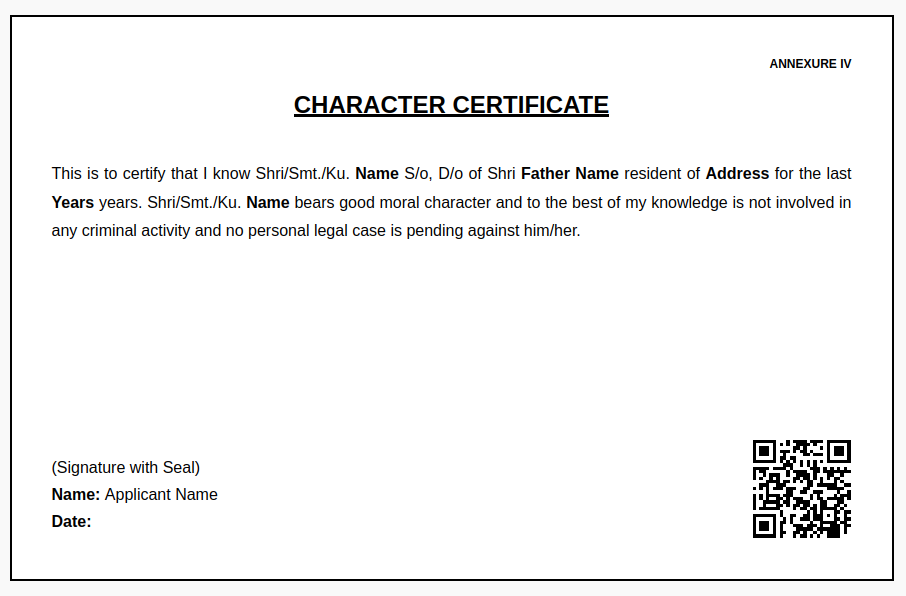 ANNEXURE IV
CHARACTER CERTIFICATE
This is to certify that I know Shri/Smt./Ku. Name S/o, D/o of Shri Father Name resident of Address for the last
Years years. Shri/Smt./Ku. Name bears good moral character and to the best of my knowledge is not involved in
any criminal activity and no personal legal case is pending against him/her.
(Signature with Seal)
Name: Applicant Name
Date: